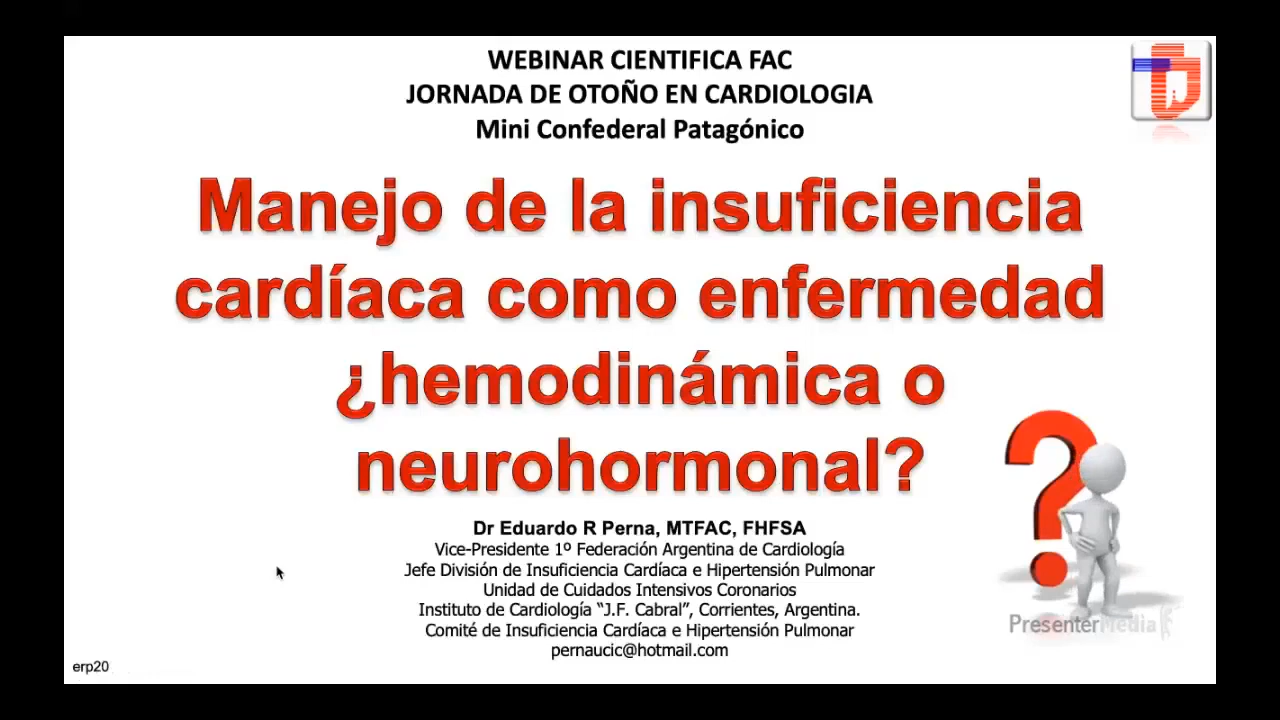 WEBINAR CIENTIFICA FAC
JORNADA DE OTOÑO EN CARDIOLOGIA
Mini Confederal Patagónico
Manejo de la insuficiencia
cardíaca como enfermedad
¿hemodinámica o
neurohormonal?
Dr Eduardo R Perna, MTFAC, FHFSA
Vice-Presidente 1º Federación Argentina de Cardiología
Jefe División de Insuficiencia Cardíaca e Hipertensión Pulmonar
Unidad de Cuidados Intensivos Coronarios
Instituto de Cardiología “J.F. Cabral”, Corrientes, Argentina.
Comité de Insuficiencia Cardíaca e Hipertensión Pulmonar
pernaucic@hotmail.com
PresenterMedia
erp20